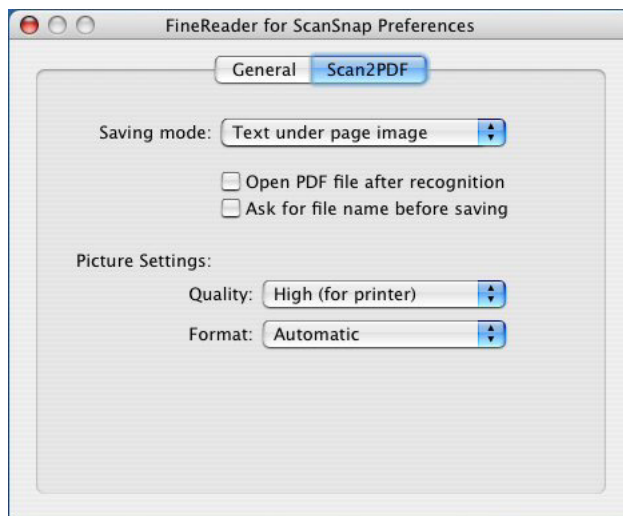 FineReader for ScanSnap Preferences
General Scan2PDF
Saving mode: Text under page image
Open PDF file after recognition
Ask for file name before saving
Picture Settings:
Quality: High (for printer)
Format: Automatic